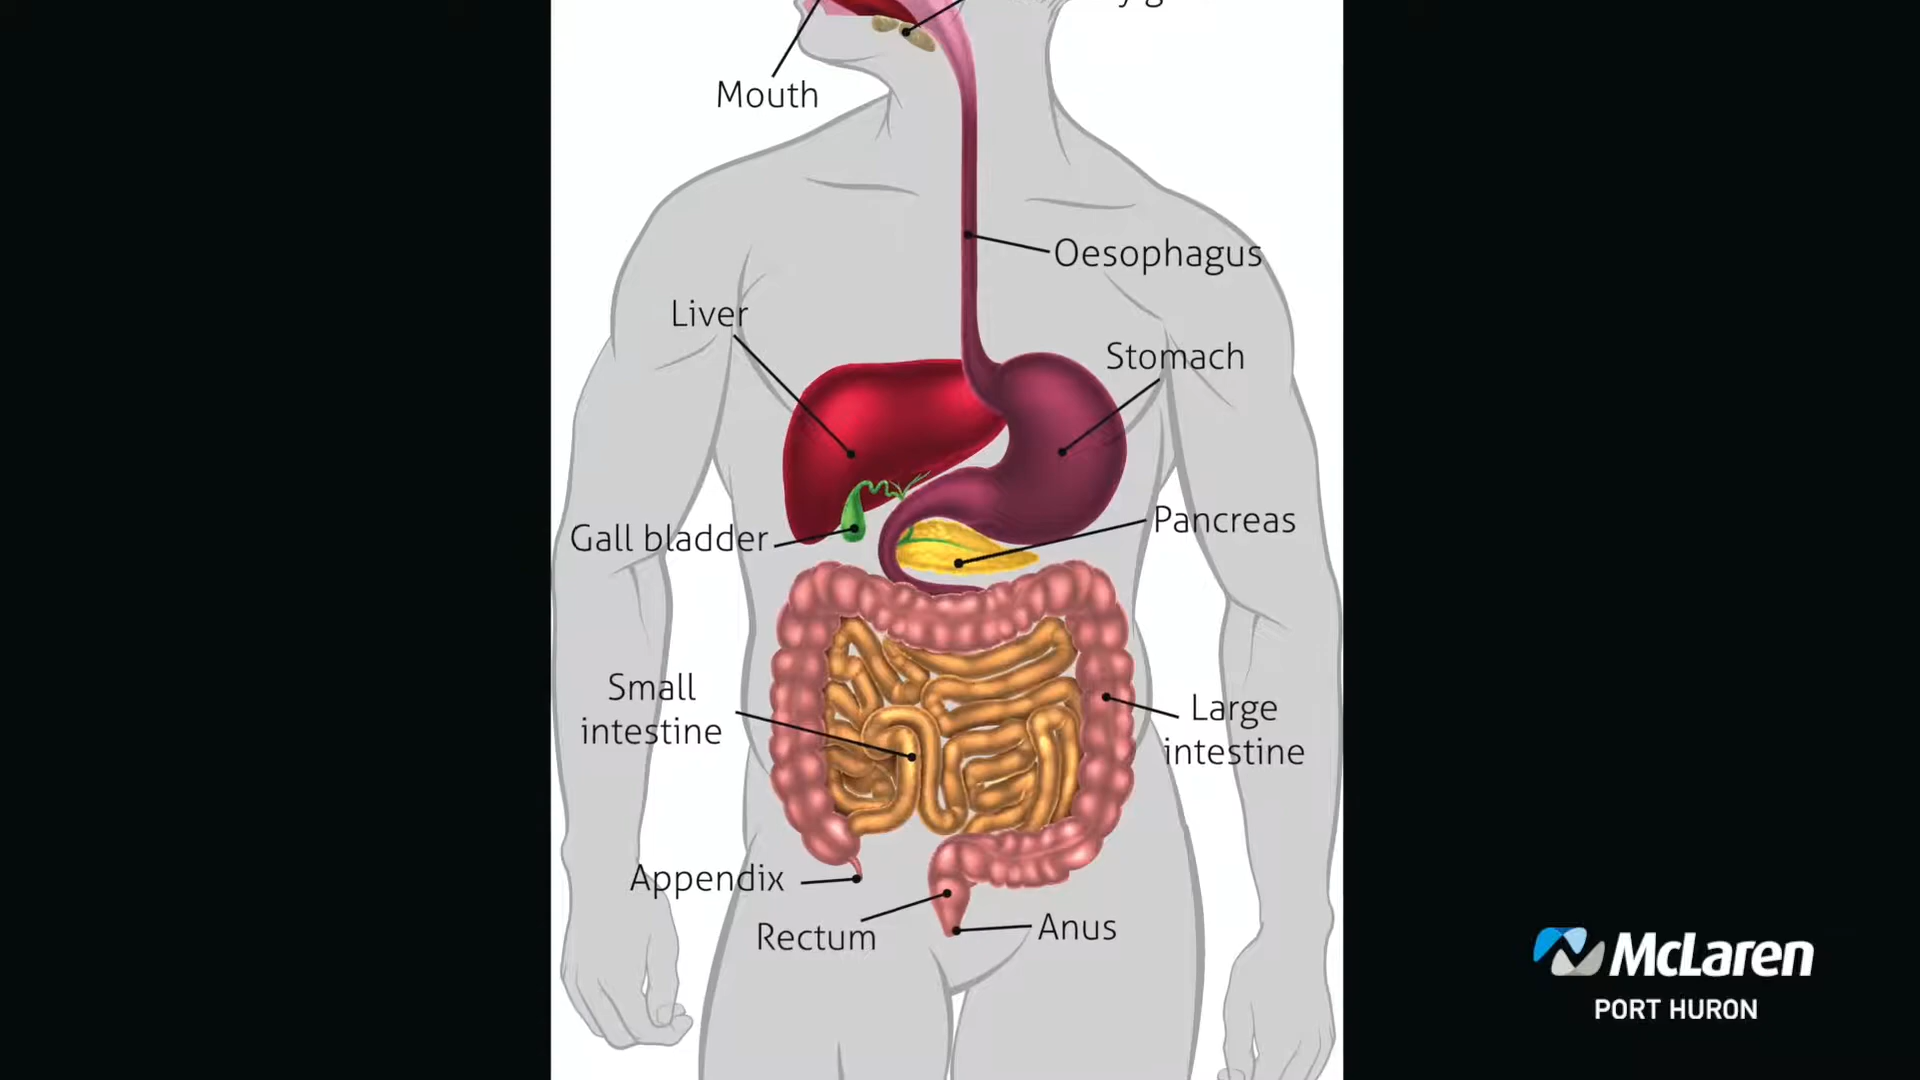 Mouth
Oesophagus
Liver
Stomach
Gall bladder
Pancreas
Small
intestine
Large
intestine
Appendix
Rectum
Anus
McLaren
PORT HURON